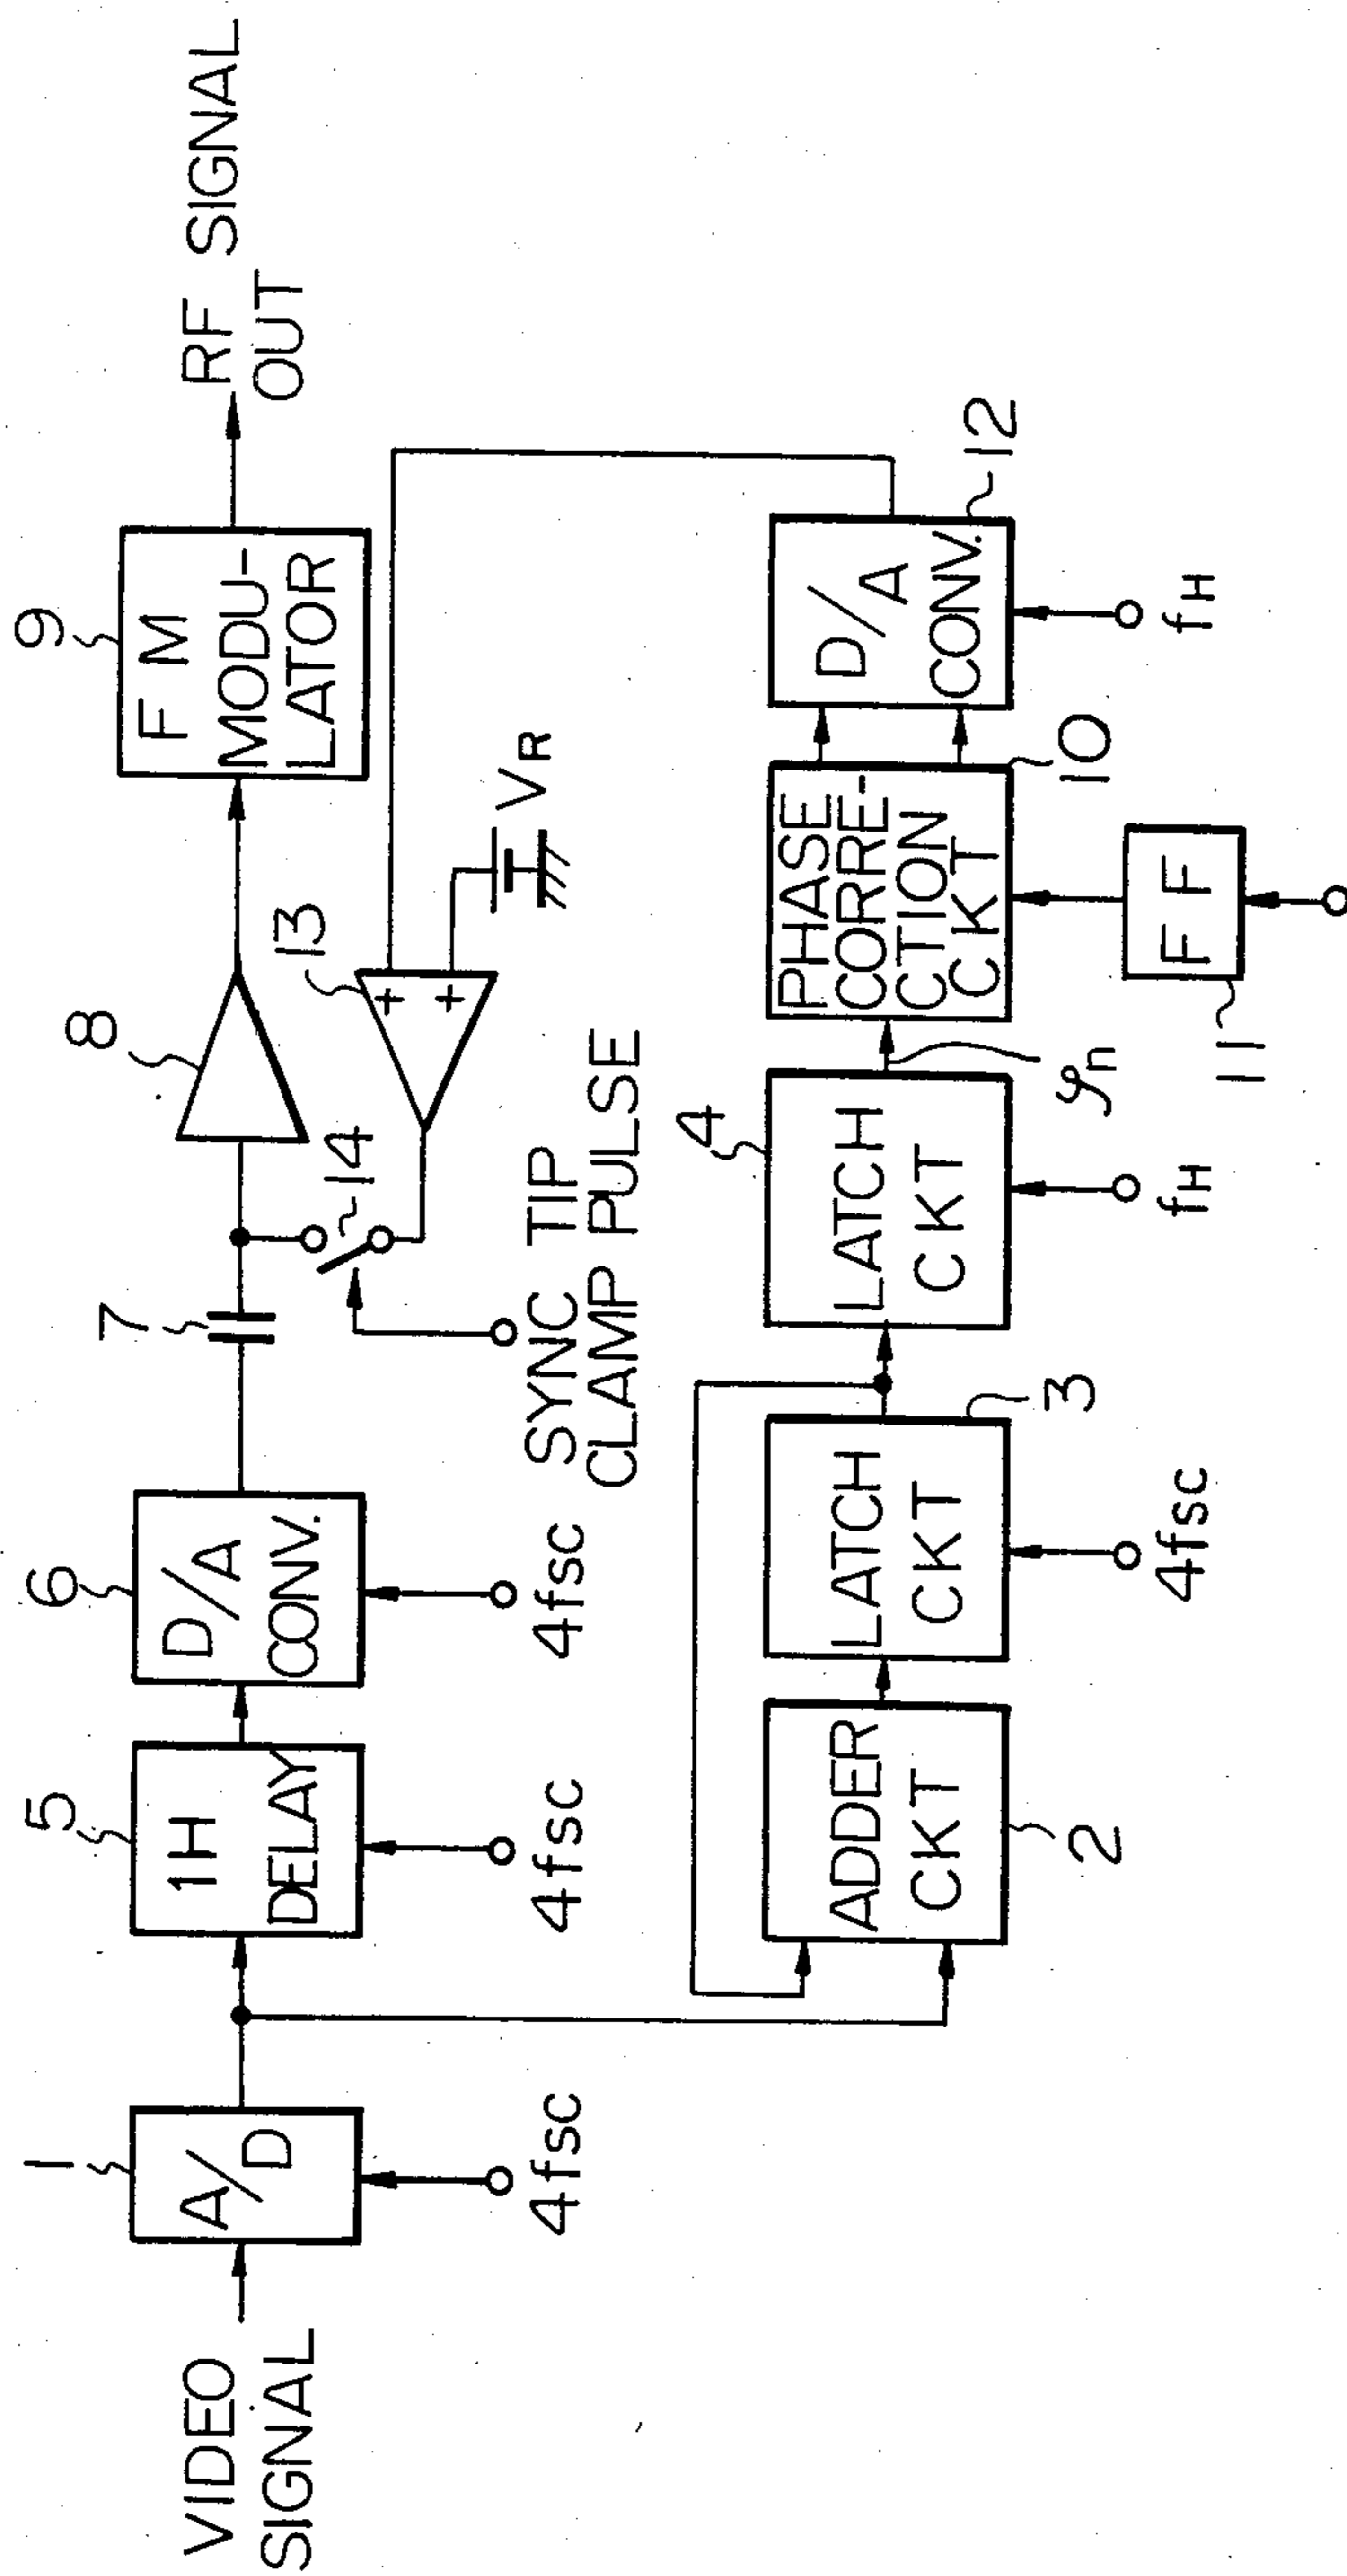 VIDEO
SIGNAL
1
A/D
4fsc
5
1H
DELAY
4fsc
6
D/A
CONV.
4fsc
7
14
SYNC TIP
CLAMP PULSE
8
13
+
+
VR
9
FM
MODU-
LATOR
RF SIGNAL
OUT
2
ADDER
CKT
3
LATCH
CKT
4fsc
4
LATCH
CKT
fH
φn
10
PHASE
CORRE-
CTION
CKT
11
FF
12
D/A
CONV.
fH